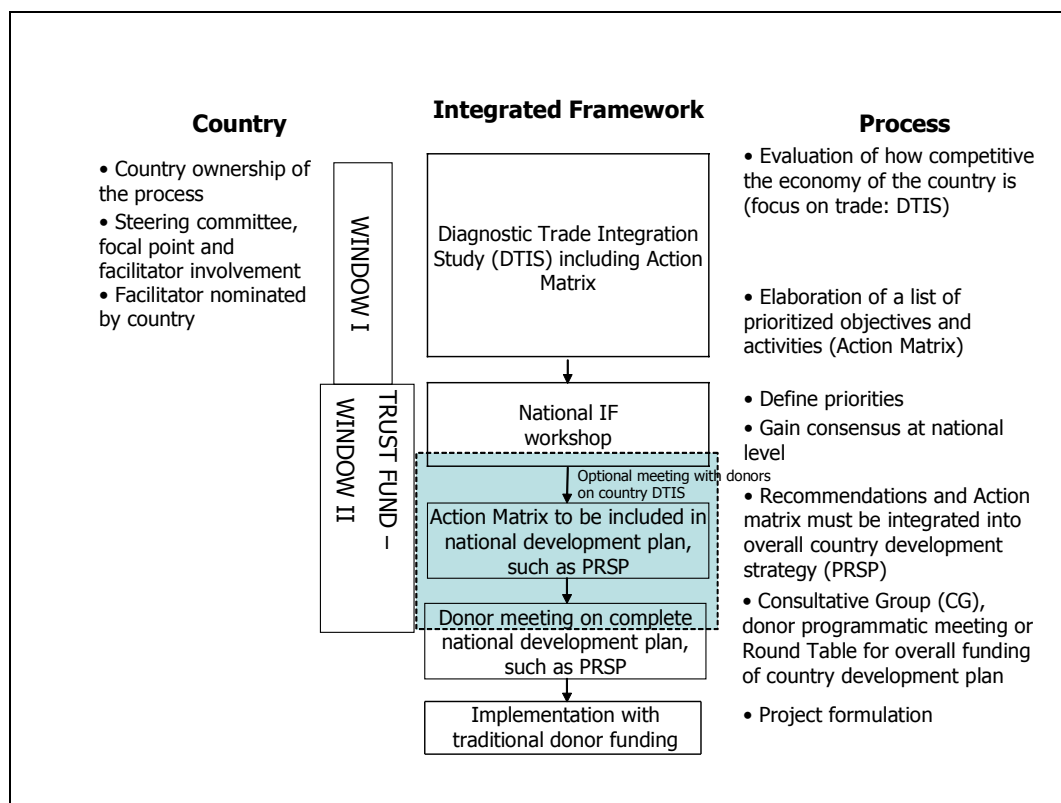 Country
• Country ownership of
the process
• Steering committee,
focal point and
facilitator involvement
• Facilitator nominated
by country
WINDOW I
TRUST FUND –
WINDOW II
Integrated Framework
Diagnostic Trade Integration
Study (DTIS) including Action
Matrix
National IF
workshop
Optional meeting with donors
on country DTIS
Action Matrix to be included in
national development plan,
such as PRSP
Donor meeting on complete
national development plan,
such as PRSP
Implementation with
traditional donor funding
Process
• Evaluation of how competitive
the economy of the country is
(focus on trade: DTIS)
• Elaboration of a list of
prioritized objectives and
activities (Action Matrix)
• Define priorities
• Gain consensus at national
level
• Recommendations and Action
matrix must be integrated into
overall country development
strategy (PRSP)
• Consultative Group (CG),
donor programmatic meeting or
Round Table for overall funding
of country development plan
• Project formulation